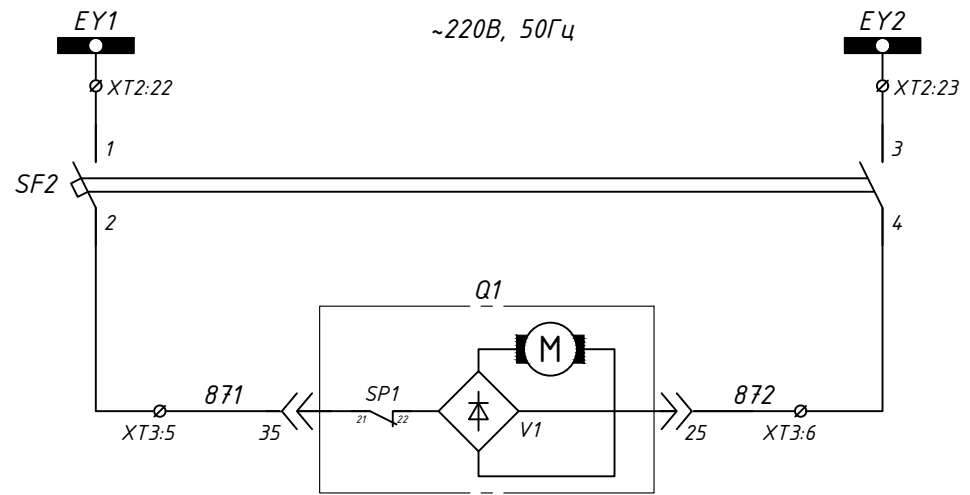 EY1
~220В, 50Гц
EY2
XT2:22
XT2:23
1
3
SF2
2
4
Q1
M
871
SP1
872
21
22
XT3:5
35
V1
25
XT3:6